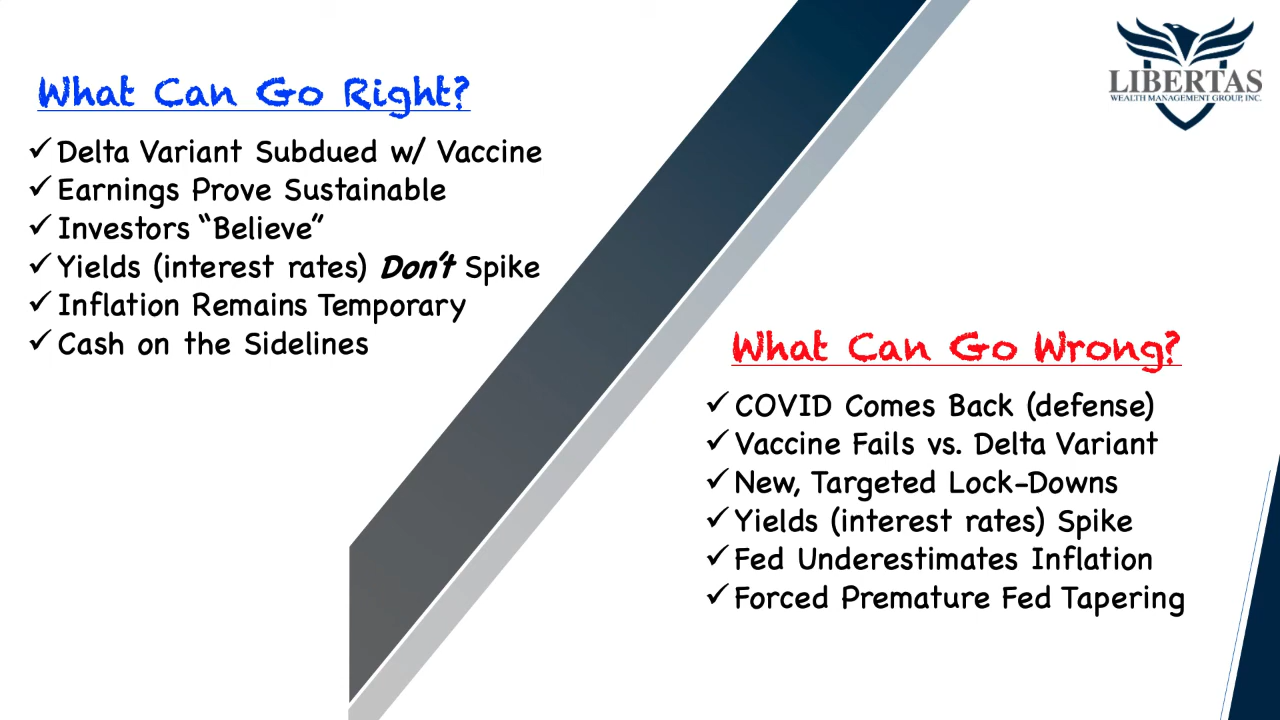 What Can Go Right?
✓ Delta Variant Subdued w/ Vaccine
✓ Earnings Prove Sustainable
✓ Investors “Believe”
✓ Yields (interest rates) Don't Spike
✓ Inflation Remains Temporary
✓ Cash on the Sidelines
LIBERTAS
WEALTH MANAGEMENT GROUP, INC.
What Can Go Wrong?
✓ COVID Comes Back (defense)
✓ Vaccine Fails vs. Delta Variant
✓ New, Targeted Lock-Downs
✓ Yields (interest rates) Spike
✓ Fed Underestimates Inflation
✓ Forced Premature Fed Tapering